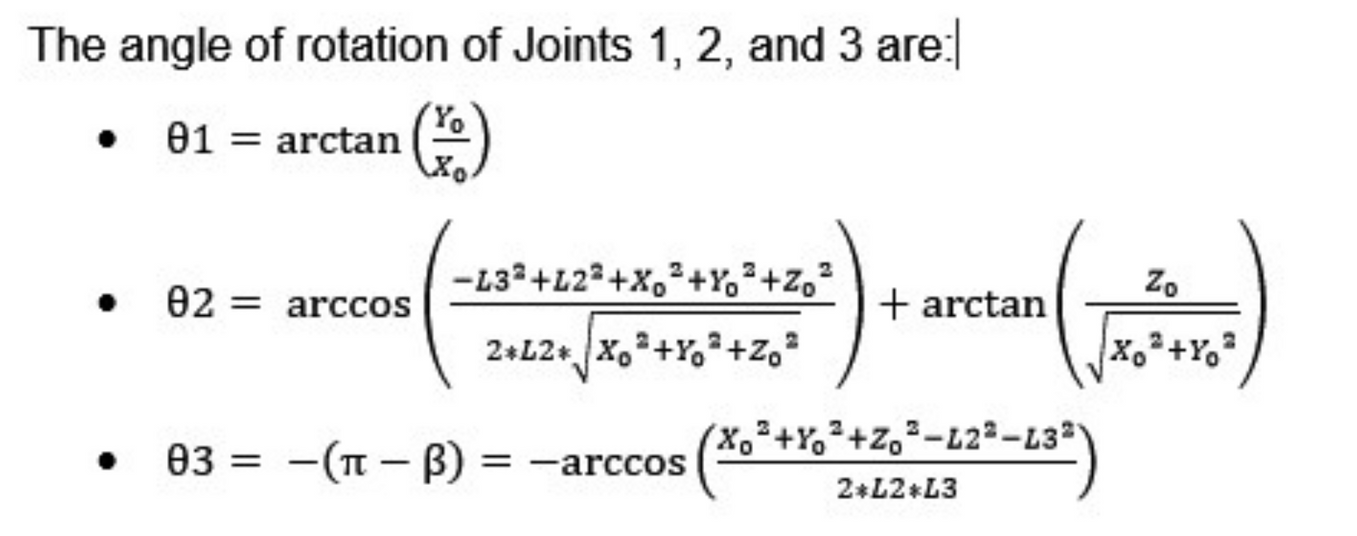 The angle of rotation of Joints 1, 2, and 3 are:
• θ1 = arctan (Y₀/X₀)
• θ2 = arccos ((−L3²+L2²+X₀²+Y₀²+Z₀²)/(2*L2*√(X₀²+Y₀²+Z₀²))) + arctan (Z₀/√(X₀²+Y₀²))
• θ3 = −(π − β) = −arccos ((X₀²+Y₀²+Z₀²−L2²−L3²)/(2*L2*L3))